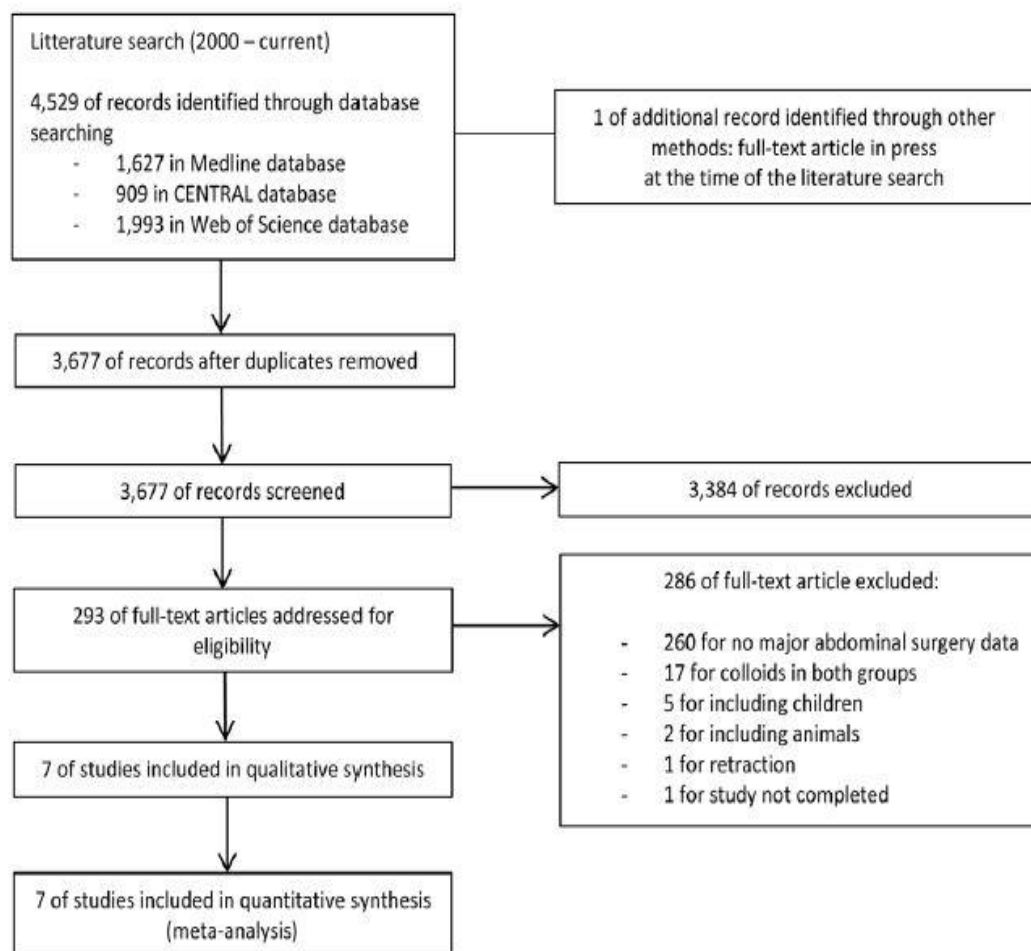 Litterature search (2000 – current)
4,529 of records identified through database
searching
- 1,627 in Medline database
- 909 in CENTRAL database
- 1,993 in Web of Science database
1 of additional record identified through other
methods: full-text article in press
at the time of the literature search
3,677 of records after duplicates removed
3,677 of records screened
3,384 of records excluded
293 of full-text articles addressed for
eligibility
286 of full-text article excluded:
- 260 for no major abdominal surgery data
- 17 for colloids in both groups
- 5 for including children
- 2 for including animals
- 1 for retraction
- 1 for study not completed
7 of studies included in qualitative synthesis
7 of studies included in quantitative synthesis
(meta-analysis)